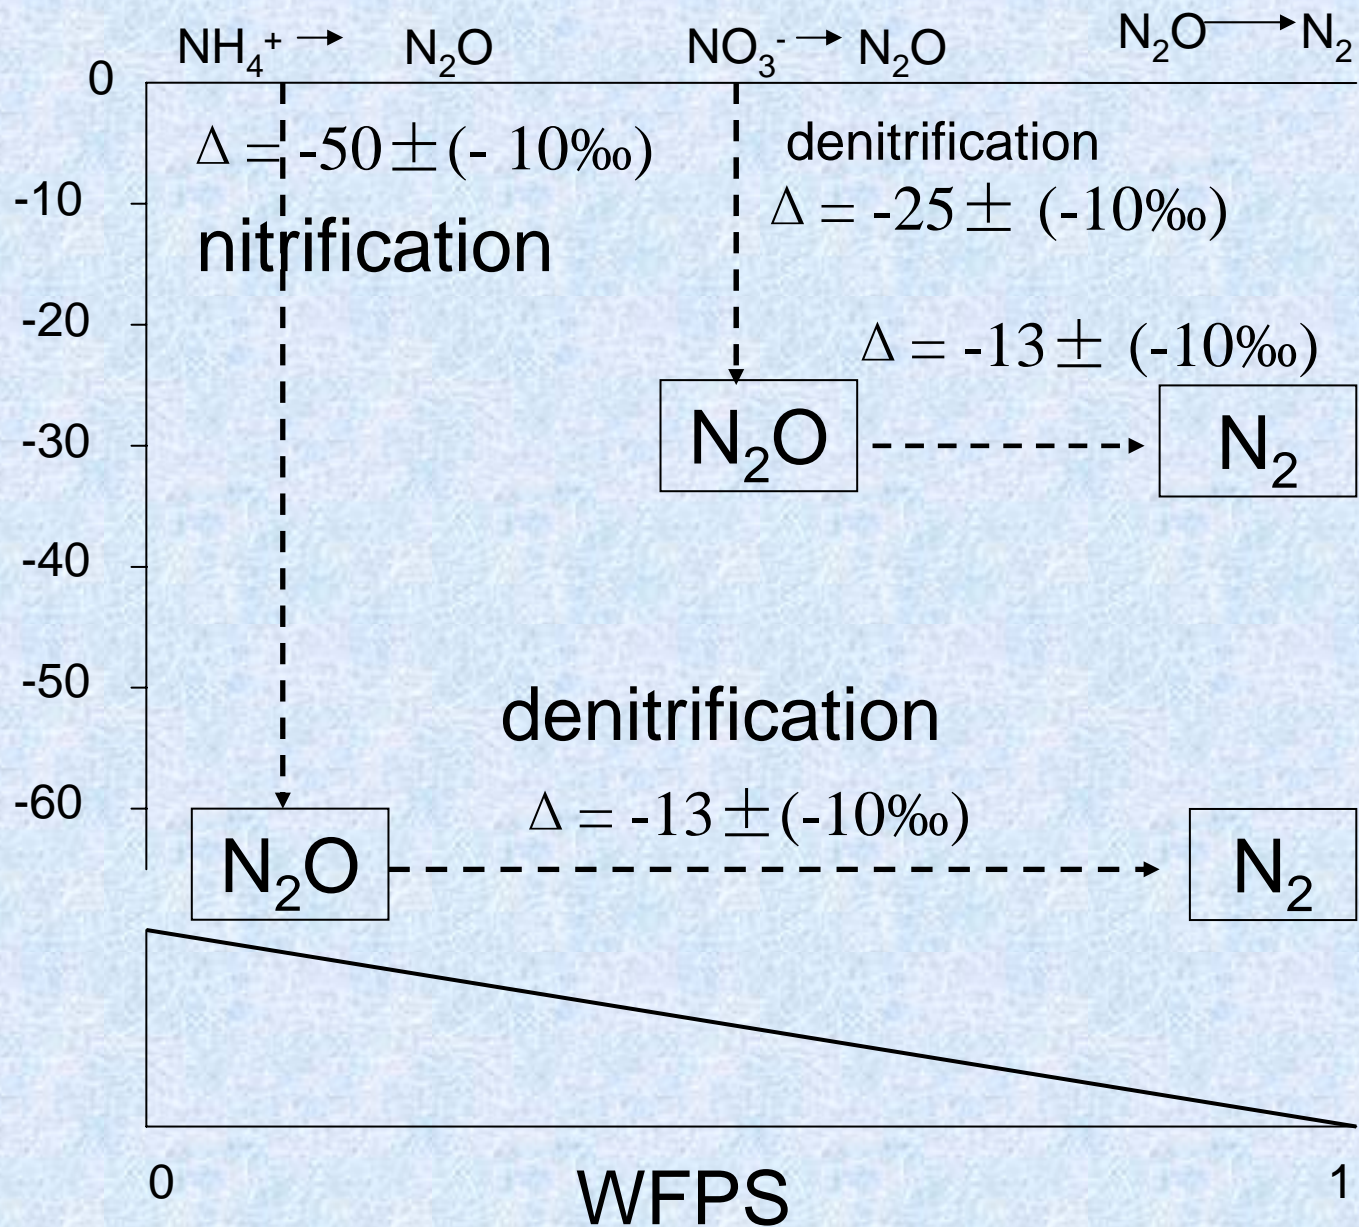 NH₄⁺ → N₂O NO₃⁻ → N₂O N₂O → N₂
0
Δ = -50 ± (- 10‰)
denitrification
-10
Δ = -25 ± (-10‰)
nitrification
-20
Δ = -13 ± (-10‰)
-30
N₂O
N₂
-40
-50
denitrification
-60
Δ = -13 ± (-10‰)
N₂O
N₂
0
1
WFPS